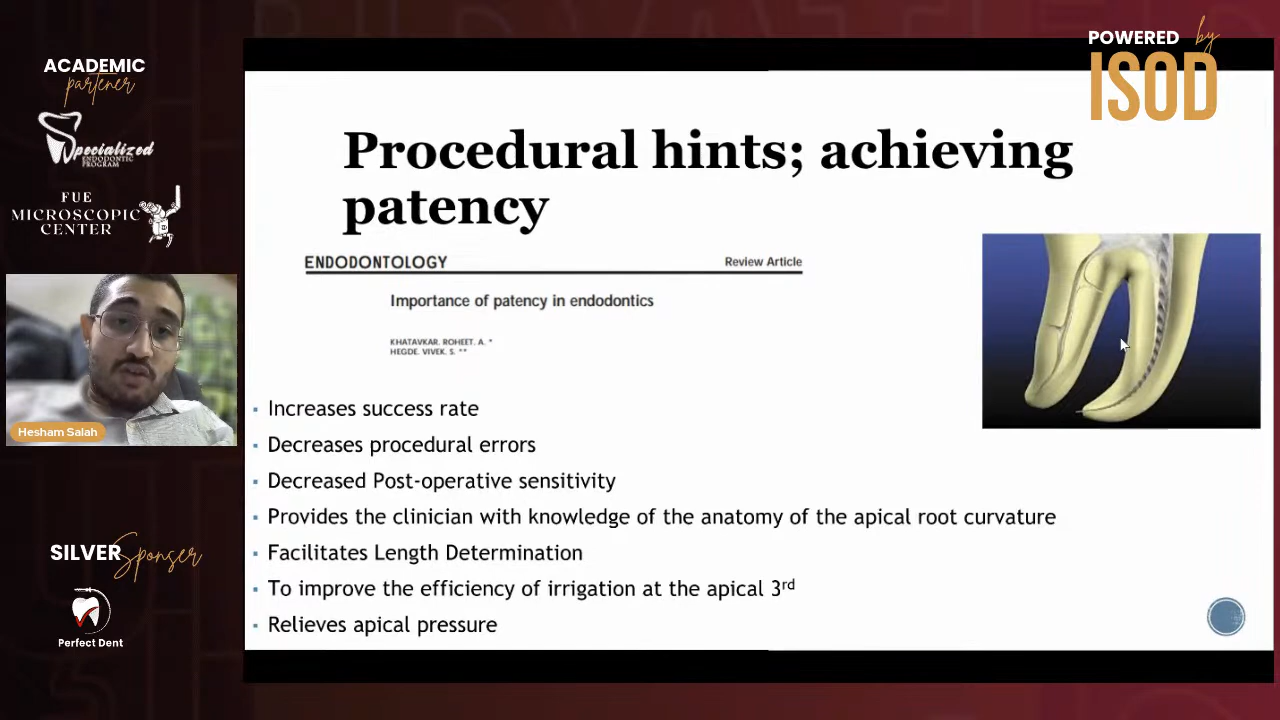 ACADEMIC
partener
Specialized
ENDODONTIC
PROGRAM
FUE
MICROSCOPIC
CENTER
Hesham Salah
SILVER Sponser
Perfect Dent
POWERED by
ISOD
Procedural hints; achieving
patency
ENDODONTOLOGY Review Article
Importance of patency in endodontics
KHATAVKAR. ROHEET. A. *
HEGDE. VIVEK. S. **
▪ Increases success rate
▪ Decreases procedural errors
▪ Decreased Post-operative sensitivity
▪ Provides the clinician with knowledge of the anatomy of the apical root curvature
▪ Facilitates Length Determination
▪ To improve the efficiency of irrigation at the apical 3rd
▪ Relieves apical pressure